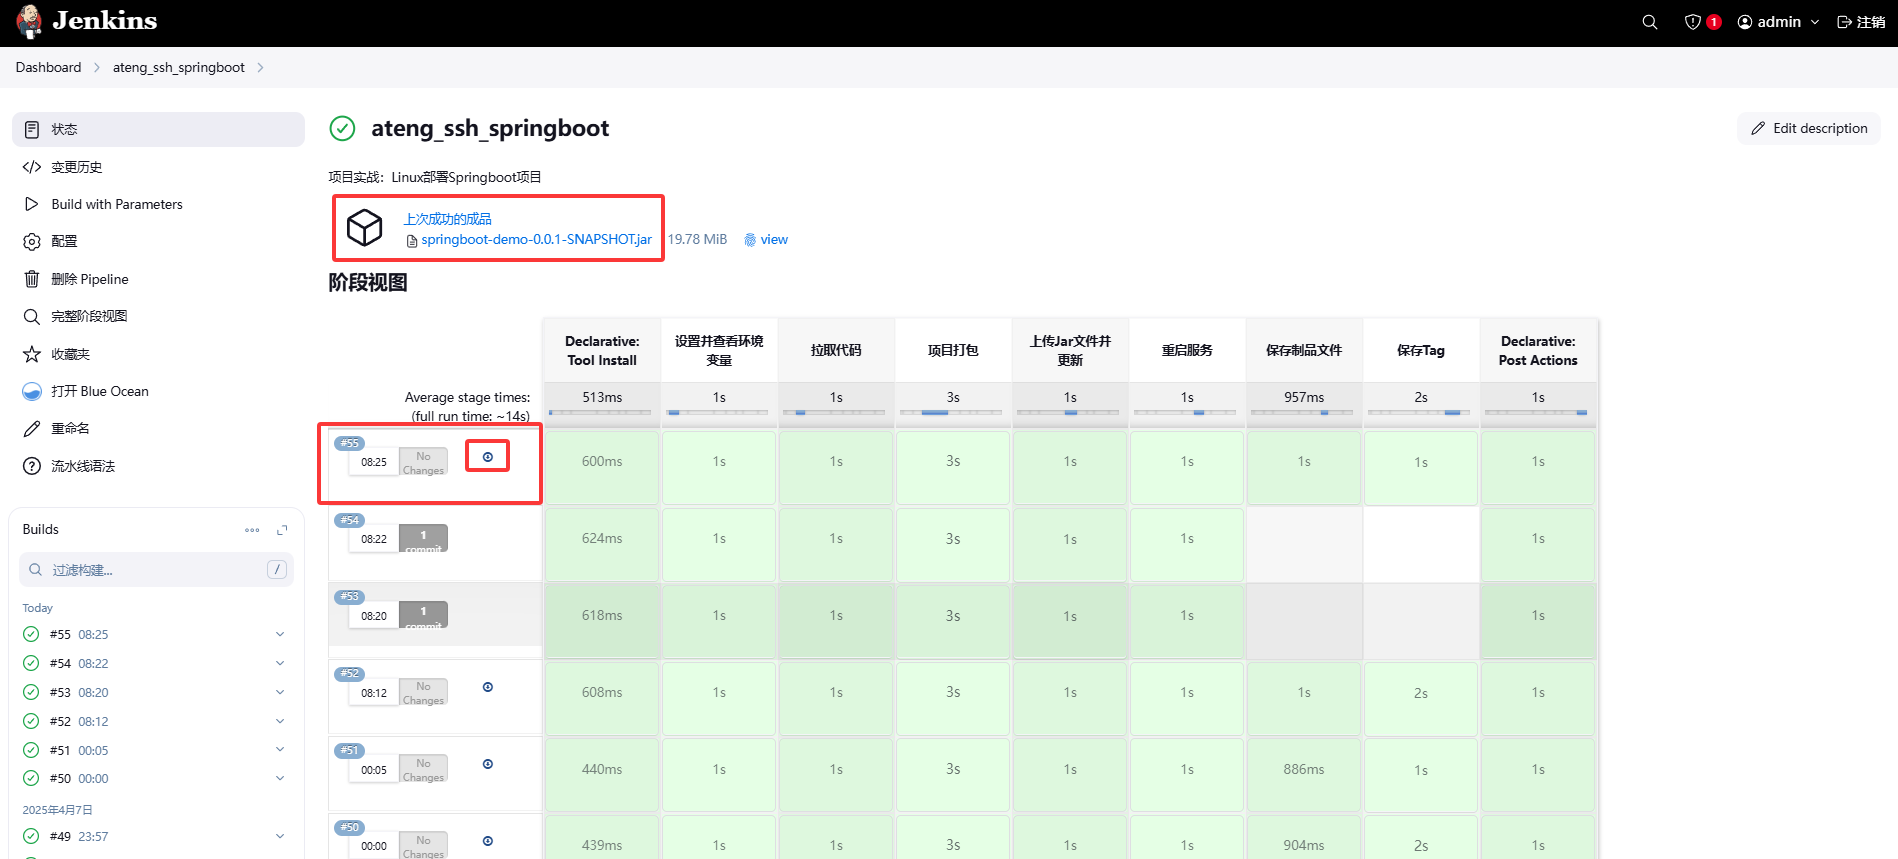 Jenkins
1
admin
注销
Dashboard
ateng_ssh_springboot
状态
变更历史
Build with Parameters
配置
删除 Pipeline
完整阶段视图
收藏夹
打开 Blue Ocean
重命名
流水线语法
Builds
过滤构建...
/
Today
#55 08:25
#54 08:22
#53 08:20
#52 08:12
#51 00:05
#50 00:00
2025年4月7日
#49 23:57
ateng_ssh_springboot
Edit description
项目实战：Linux部署Springboot项目
上次成功的成品
springboot-demo-0.0.1-SNAPSHOT.jar 19.78 MiB view
阶段视图
Declarative: Tool Install
设置并查看环境变量
拉取代码
项目打包
上传Jar文件并更新
重启服务
保存制品文件
保存Tag
Declarative: Post Actions
Average stage times:
(full run time: ~14s)
513ms 1s 1s 3s 1s 1s 957ms 2s 1s
#55
08:25 No Changes
600ms 1s 1s 3s 1s 1s 1s 1s 1s
#54
08:22 1 commit
624ms 1s 1s 3s 1s 1s 1s
#53
08:20 1 commit
618ms 1s 1s 3s 1s 1s 1s
#52
08:12 No Changes
608ms 1s 1s 3s 1s 1s 1s 2s 1s
#51
00:05 No Changes
440ms 1s 1s 3s 1s 1s 886ms 1s 1s
#50
00:00 No Changes
439ms 1s 1s 3s 1s 1s 904ms 2s 1s